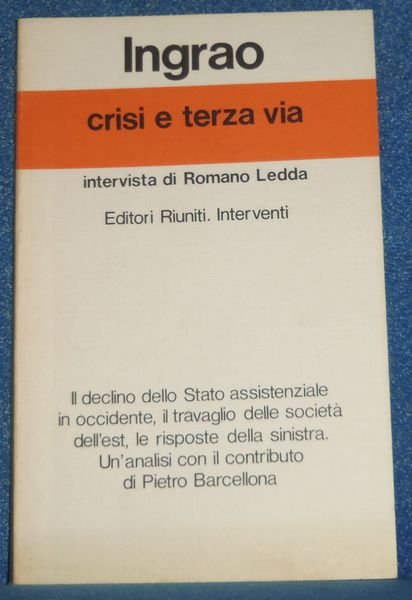 Ingrao
crisi e terza via
intervista di Romano Ledda
Editori Riuniti. Interventi
Il declino dello Stato assistenziale
in occidente, il travaglio delle società
dell'est, le risposte della sinistra.
Un'analisi con il contributo
di Pietro Barcellona